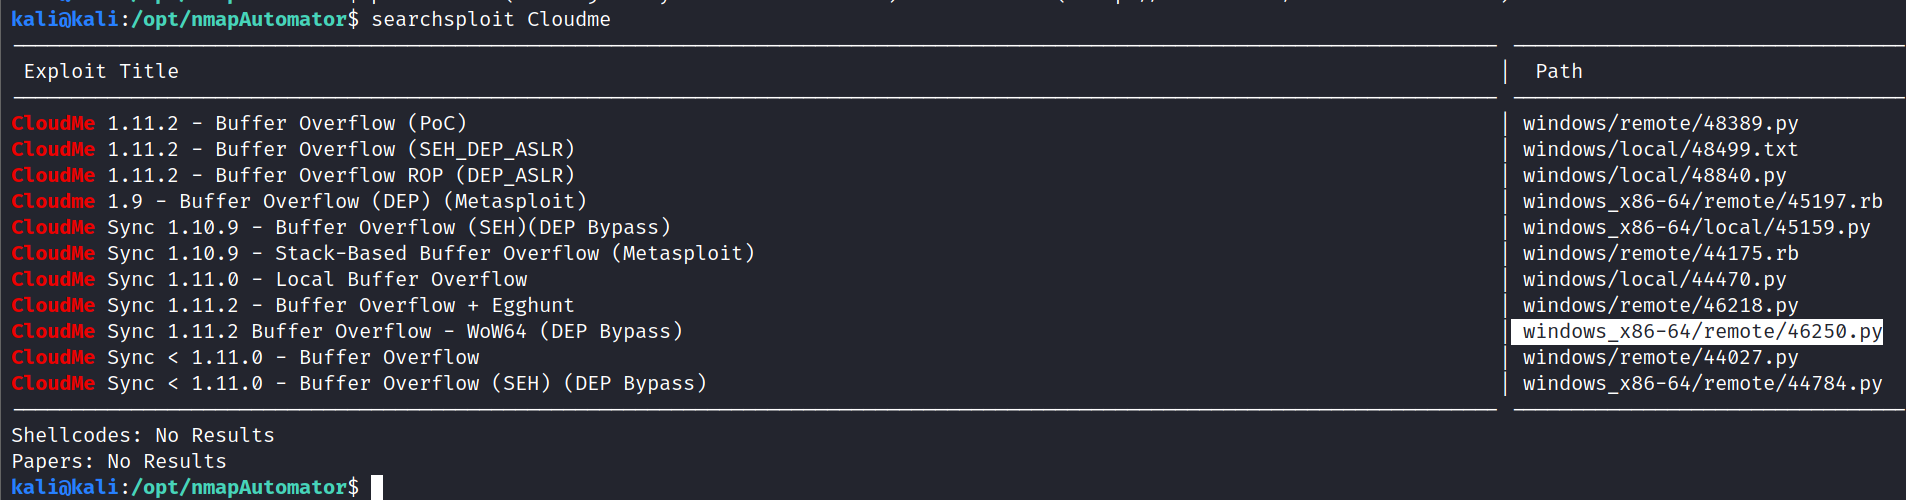 kali@kali:/opt/nmapAutomator$ searchsploit Cloudme
Exploit Title | Path
CloudMe 1.11.2 - Buffer Overflow (PoC) | windows/remote/48389.py
CloudMe 1.11.2 - Buffer Overflow (SEH_DEP_ASLR) | windows/local/48499.txt
CloudMe 1.11.2 - Buffer Overflow ROP (DEP_ASLR) | windows/local/48840.py
Cloudme 1.9 - Buffer Overflow (DEP) (Metasploit) | windows_x86-64/remote/45197.rb
CloudMe Sync 1.10.9 - Buffer Overflow (SEH)(DEP Bypass) | windows_x86-64/local/45159.py
CloudMe Sync 1.10.9 - Stack-Based Buffer Overflow (Metasploit) | windows/remote/44175.rb
CloudMe Sync 1.11.0 - Local Buffer Overflow | windows/local/44470.py
CloudMe Sync 1.11.2 - Buffer Overflow + Egghunt | windows/remote/46218.py
CloudMe Sync 1.11.2 Buffer Overflow - WoW64 (DEP Bypass) | windows_x86-64/remote/46250.py
CloudMe Sync < 1.11.0 - Buffer Overflow | windows/remote/44027.py
CloudMe Sync < 1.11.0 - Buffer Overflow (SEH) (DEP Bypass) | windows_x86-64/remote/44784.py
Shellcodes: No Results
Papers: No Results
kali@kali:/opt/nmapAutomator$